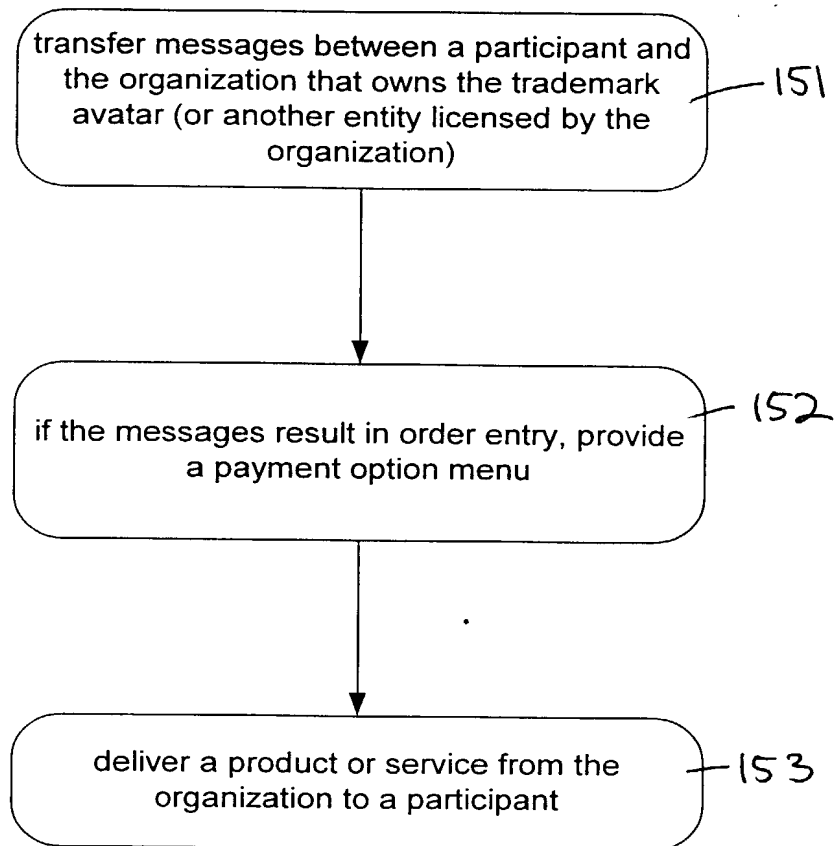 transfer messages between a participant and
the organization that owns the trademark
avatar (or another entity licensed by the
organization)
151
if the messages result in order entry, provide
a payment option menu
152
deliver a product or service from the
organization to a participant
153